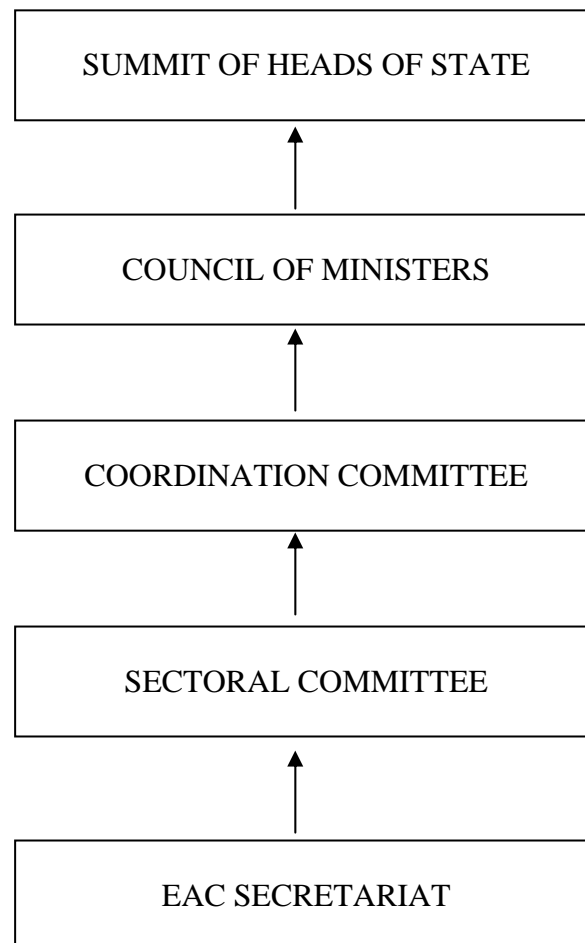 SUMMIT OF HEADS OF STATE
COUNCIL OF MINISTERS
COORDINATION COMMITTEE
SECTORAL COMMITTEE
EAC SECRETARIAT